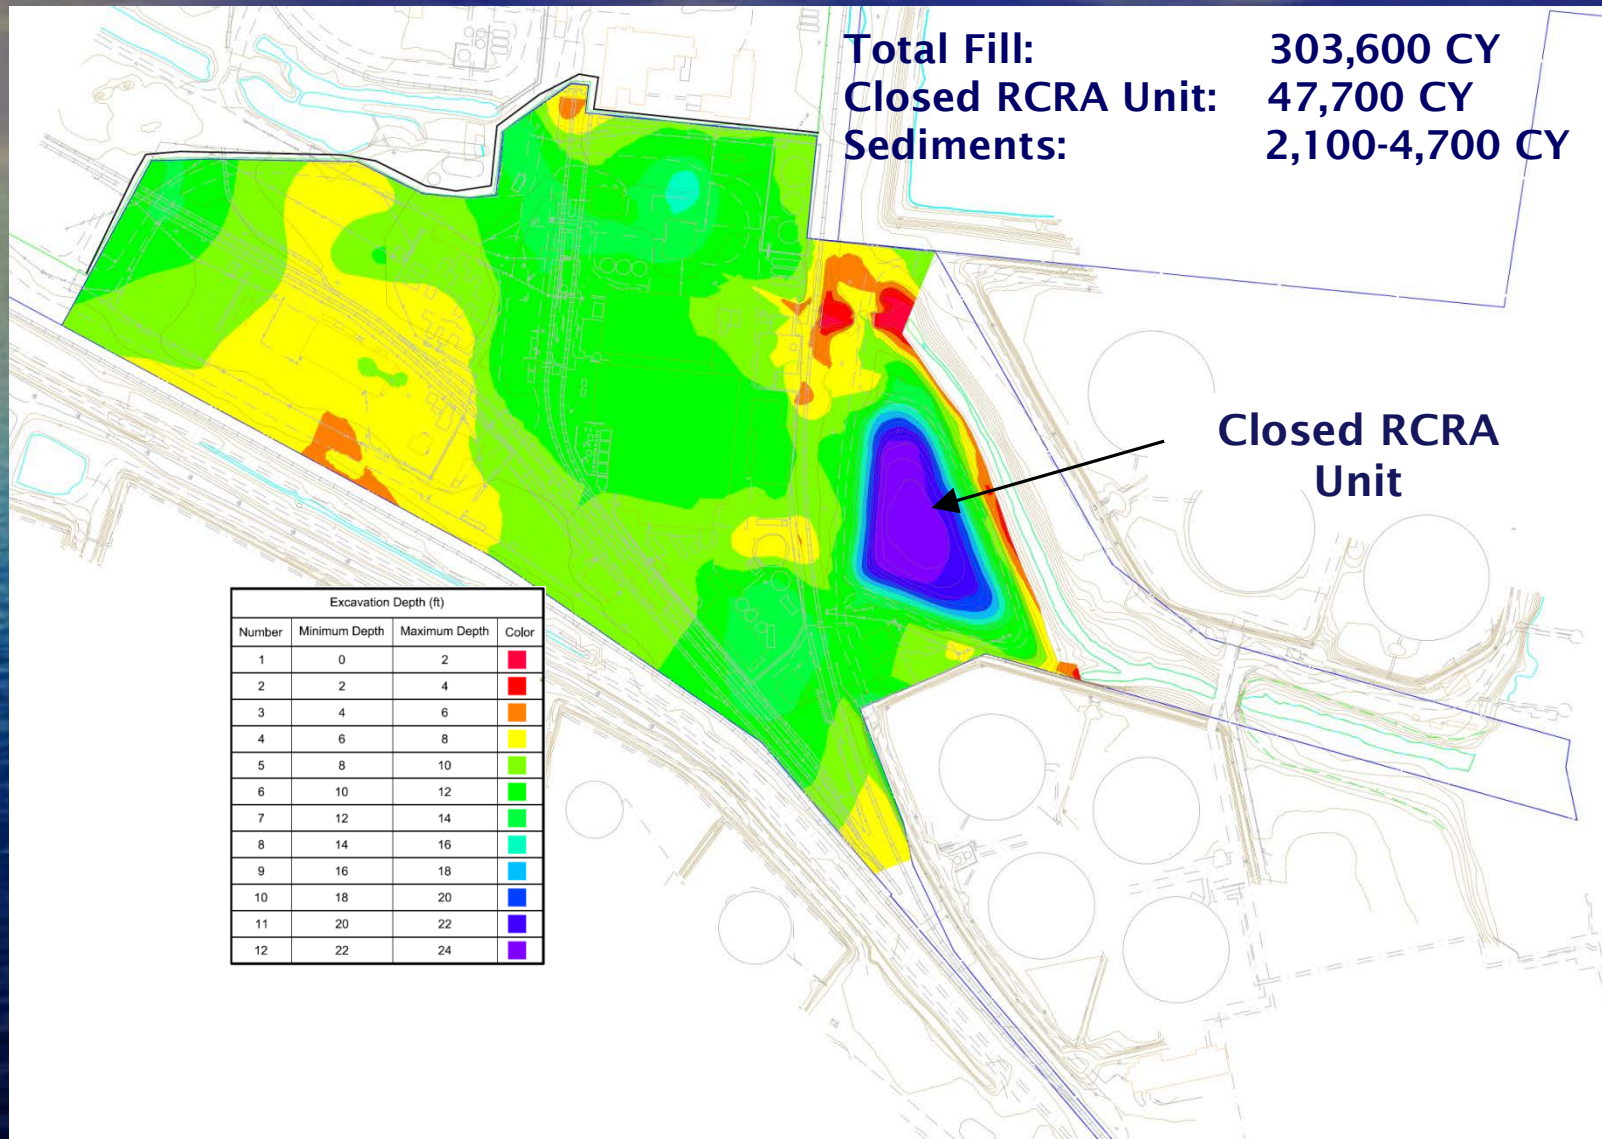 Total Fill: 303,600 CY
Closed RCRA Unit: 47,700 CY
Sediments: 2,100-4,700 CY
Closed RCRA
Unit
Excavation Depth (ft)
Number Minimum Depth Maximum Depth Color
1 0 2
2 2 4
3 4 6
4 6 8
5 8 10
6 10 12
7 12 14
8 14 16
9 16 18
10 18 20
11 20 22
12 22 24